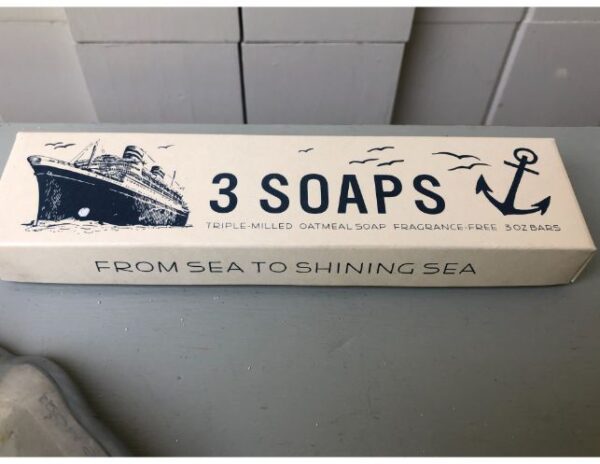 3 SOAPS
TRIPLE-MILLED OATMEAL SOAP FRAGRANCE-FREE 3 OZ BARS
FROM SEA TO SHINING SEA